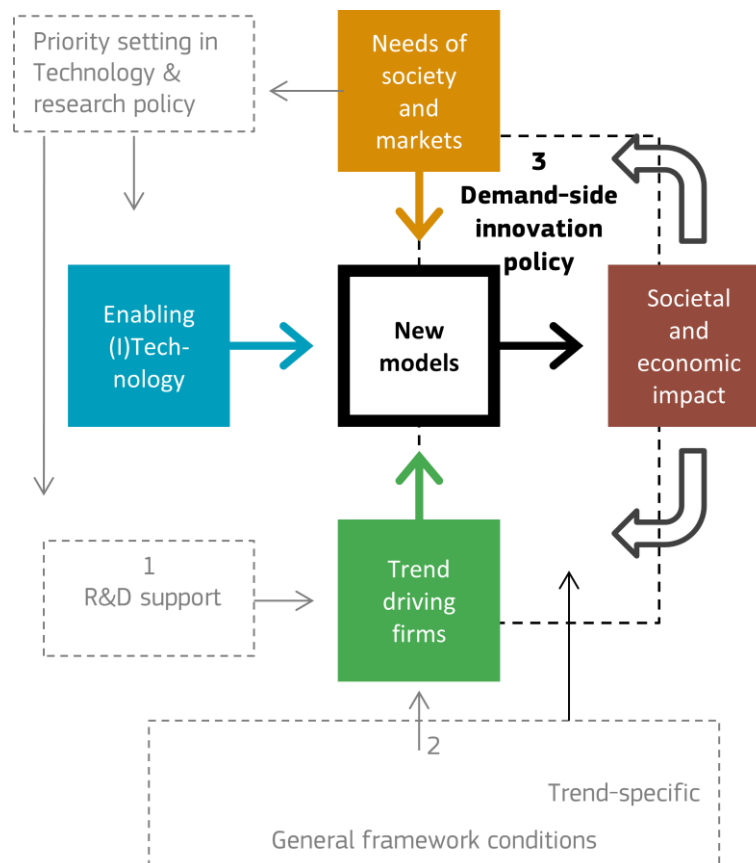 Priority setting in
Technology &
research policy
Needs of
society
and
markets
3
Demand-side
innovation
policy
Enabling
(I)Tech-
nology
New
models
Societal
and
economic
impact
1
R&D support
Trend
driving
firms
2
Trend-specific
General framework conditions